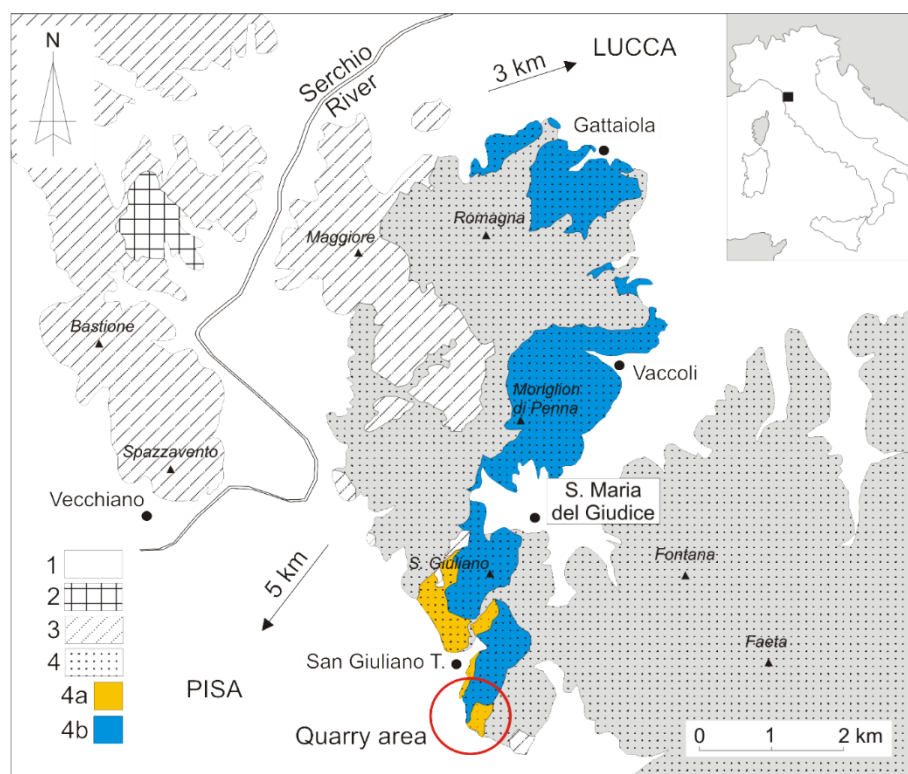 N
Serchio
River
LUCCA
3 km
Gattaiola
Romagna
Maggiore
Bastione
Vaccoli
Moriglion
di Penna
Spazzavento
Vecchiano
S. Maria
del Giudice
5 km
S. Giuliano
Fontana
Faeta
San Giuliano T.
PISA
Quarry area
1
2
3
4
4a
4b
0 1 2 km